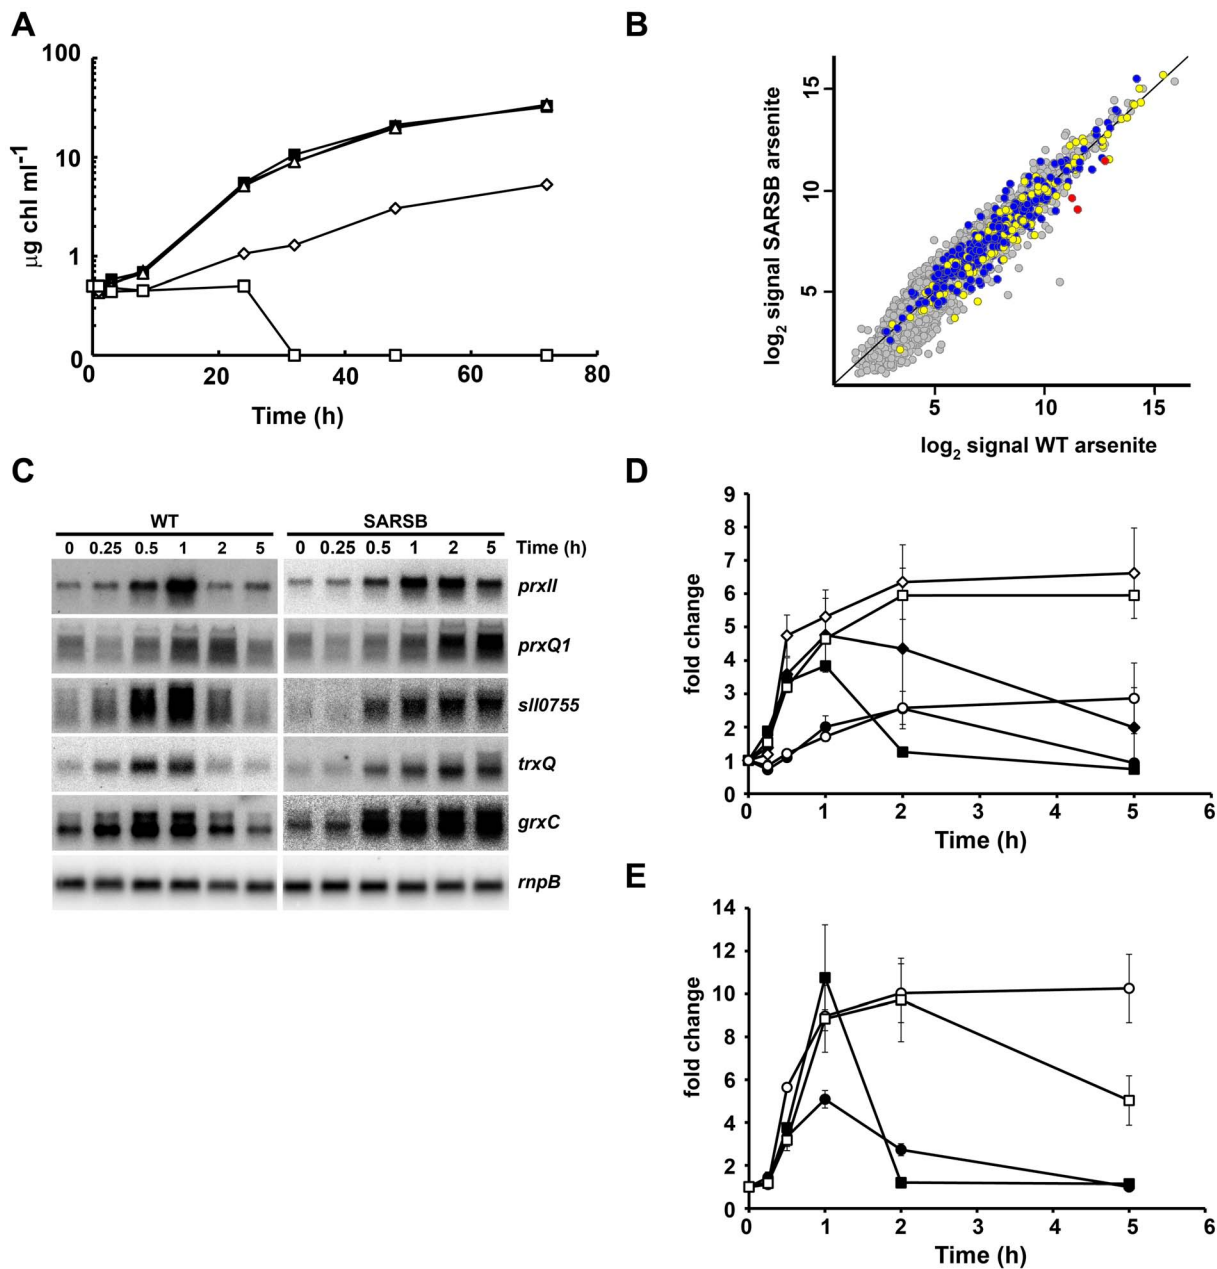 A
μg chl ml-1
100
10
1
0
0 20 40 60 80
Time (h)
B
log2 signal SARSB arsenite
15
10
5
5 10 15
log2 signal WT arsenite
C
WT SARSB
0 0.25 0.5 1 2 5 0 0.25 0.5 1 2 5 Time (h)
prxII
prxQ1
sll0755
trxQ
grxC
rnpB
D
fold change
9
8
7
6
5
4
3
2
1
0
0 1 2 3 4 5 6
Time (h)
E
fold change
14
12
10
8
6
4
2
0
0 1 2 3 4 5 6
Time (h)